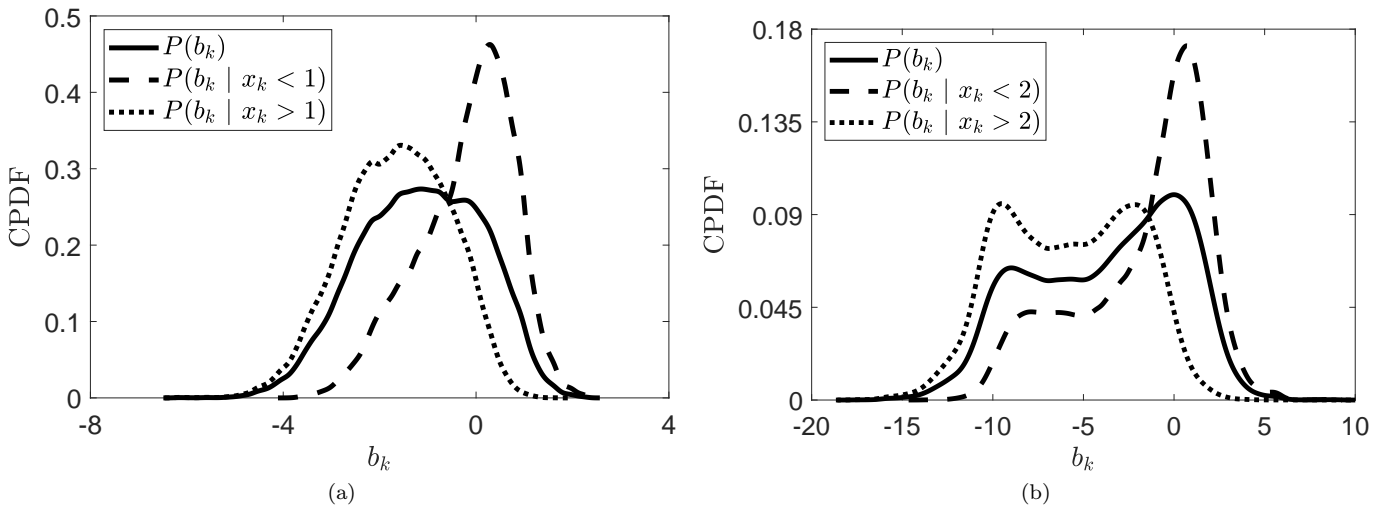 0.5
0.4
0.3
0.2
0.1
0
CPDF
P(b_k)
P(b_k | x_k < 1)
P(b_k | x_k > 1)
-8
-4
0
4
b_k
(a)
0.18
0.135
0.09
0.045
0
CPDF
P(b_k)
P(b_k | x_k < 2)
P(b_k | x_k > 2)
-20
-15
-10
-5
0
5
10
b_k
(b)